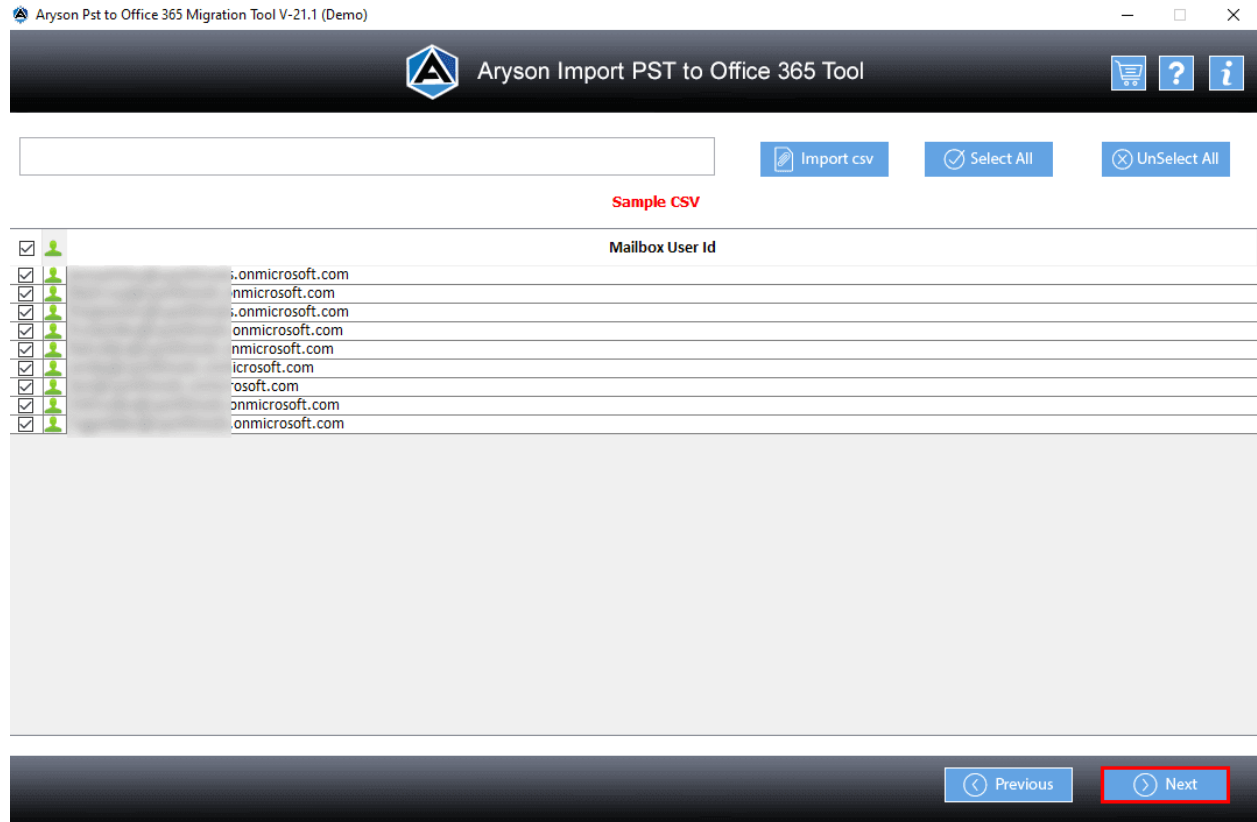 Aryson Pst to Office 365 Migration Tool V-21.1 (Demo)
Aryson Import PST to Office 365 Tool
Import csv
Select All
UnSelect All
Sample CSV
Mailbox User Id
s.onmicrosoft.com
nmicrosoft.com
s.onmicrosoft.com
onmicrosoft.com
nmicrosoft.com
icrosoft.com
rosoft.com
onmicrosoft.com
.onmicrosoft.com
Previous
Next